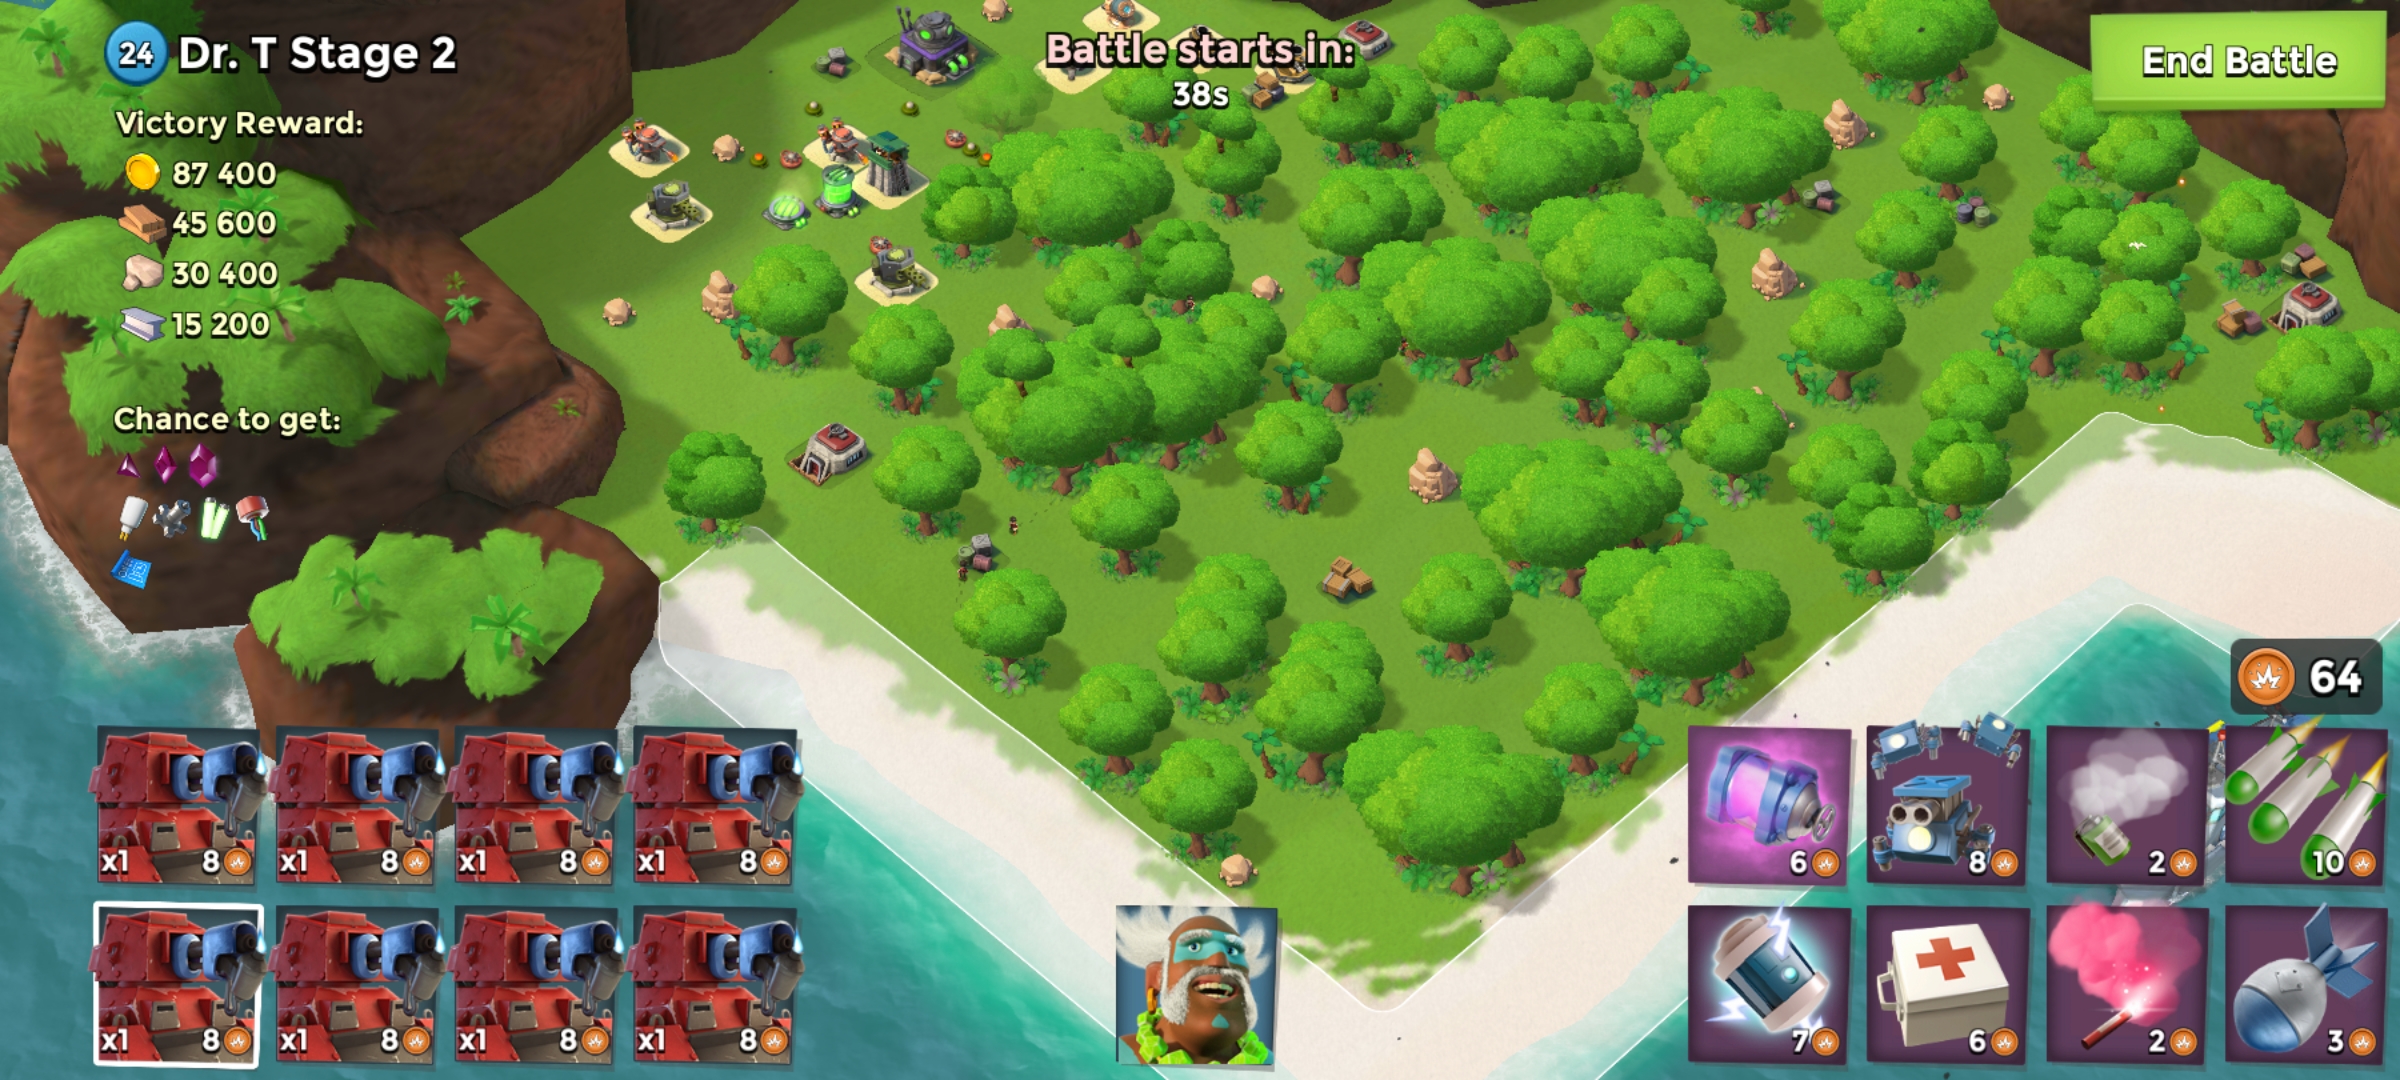 24 Dr. T Stage 2
Battle starts in:
38s
End Battle
Victory Reward:
87 400
45 600
30 400
15 200
Chance to get:
64
x1 8 x1 8 x1 8 x1 8
6 8 2 10
x1 8 x1 8 x1 8 x1 8
7 6 2 3